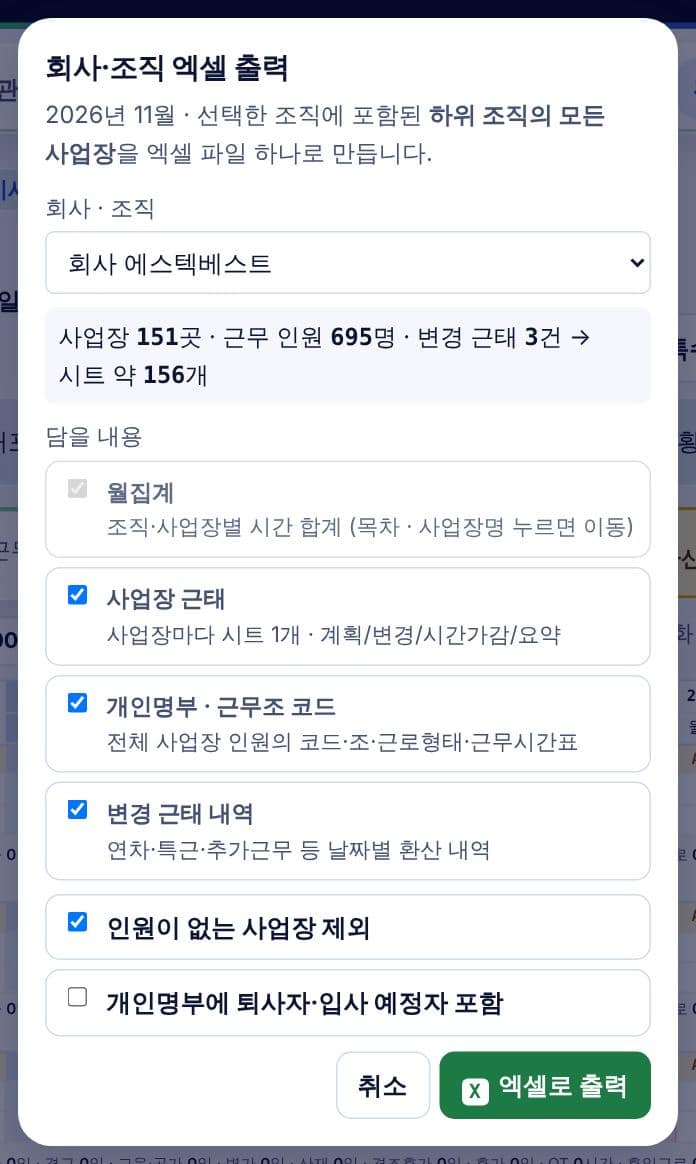 회사·조직 엑셀 출력
2026년 11월 · 선택한 조직에 포함된 하위 조직의 모든
사업장을 엑셀 파일 하나로 만듭니다.
회사 · 조직
회사 에스텍베스트
사업장 151곳 · 근무 인원 695명 · 변경 근태 3건 →
시트 약 156개
담을 내용
월집계
조직·사업장별 시간 합계 (목차 · 사업장명 누르면 이동)
사업장 근태
사업장마다 시트 1개 · 계획/변경/시간가감/요약
개인명부 · 근무조 코드
전체 사업장 인원의 코드·조·근로형태·근무시간표
변경 근태 내역
연차·특근·추가근무 등 날짜별 환산 내역
인원이 없는 사업장 제외
개인명부에 퇴사자·입사 예정자 포함
취소
X 엑셀로 출력